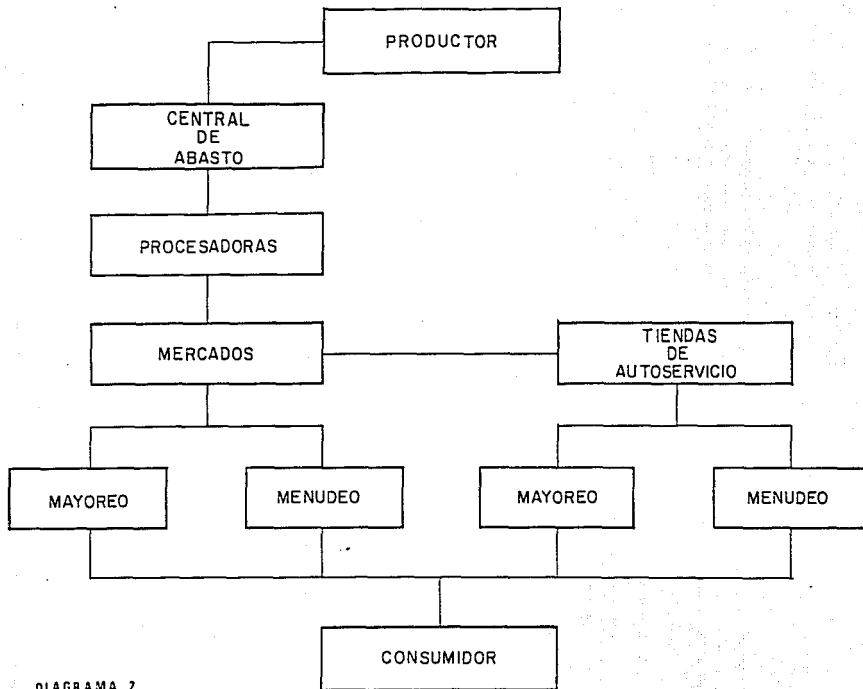 PRODUCTOR
CENTRAL
DE
ABASTO
PROCESADORAS
MERCADOS
TIENDAS
DE
AUTOSERVICIO
MAYOREO
MENUDEO
MAYOREO
MENUDEO
CONSUMIDOR
DIAGRAMA 2